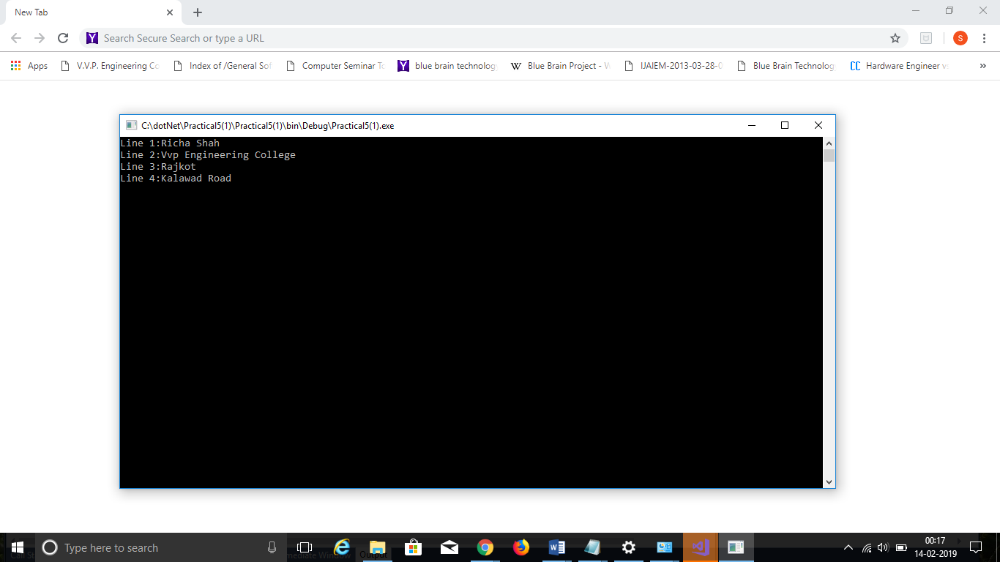 New Tab
Search Secure Search or type a URL
S
Apps
V.V.P. Engineering Co
Index of /General Sof
Computer Seminar To
blue brain technolog
W Blue Brain Project - W
IJAIEM-2013-03-28-0
Blue Brain Technolog
CC Hardware Engineer v
»
C:\dotNet\Practical5(1)\Practical5(1)\bin\Debug\Practical5(1).exe
Line 1:Richa Shah
Line 2:Vvp Engineering College
Line 3:Rajkot
Line 4:Kalawad Road
Type here to search
Output
00:17
14-02-2019